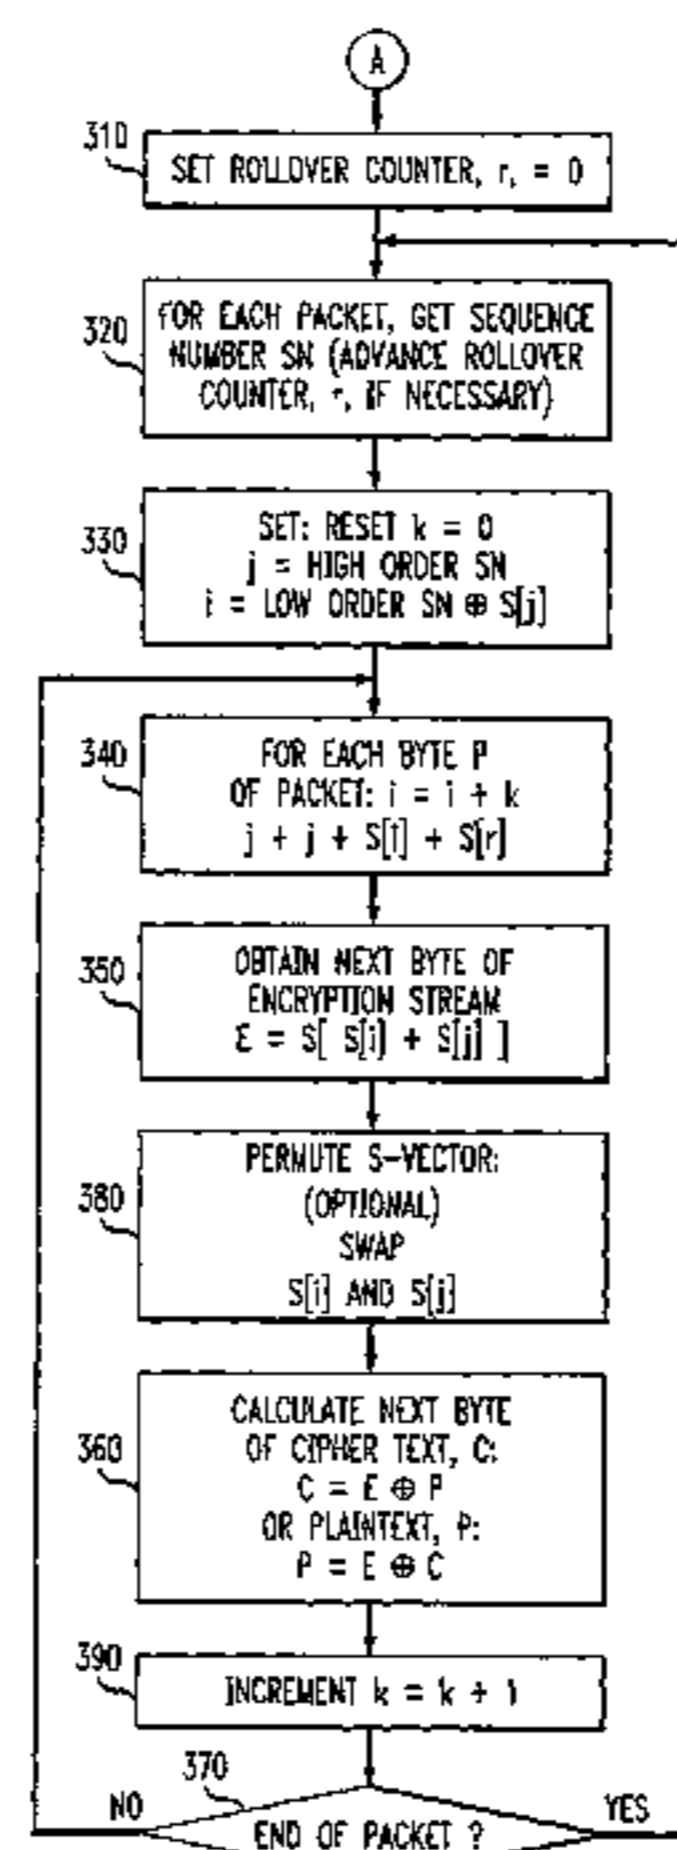 A
310
SET ROLLOVER COUNTER, r, = 0
320
FOR EACH PACKET, GET SEQUENCE
NUMBER SN (ADVANCE ROLLOVER
COUNTER, r, IF NECESSARY)
330
SET: RESET k = 0
j = HIGH ORDER SN
i = LOW ORDER SN ⊕ S[j]
340
FOR EACH BYTE P
OF PACKET: i = i + k
j + j + S[i] + S[r]
350
OBTAIN NEXT BYTE OF
ENCRYPTION STREAM
E = S[ S[i] + S[j] ]
380
PERMUTE S-VECTOR:
(OPTIONAL)
SWAP
S[i] AND S[j]
360
CALCULATE NEXT BYTE
OF CIPHER TEXT, C:
C = E ⊕ P
OR PLAINTEXT, P:
P = E ⊕ C
390
INCREMENT k = k + 1
370
NO
END OF PACKET ?
YES